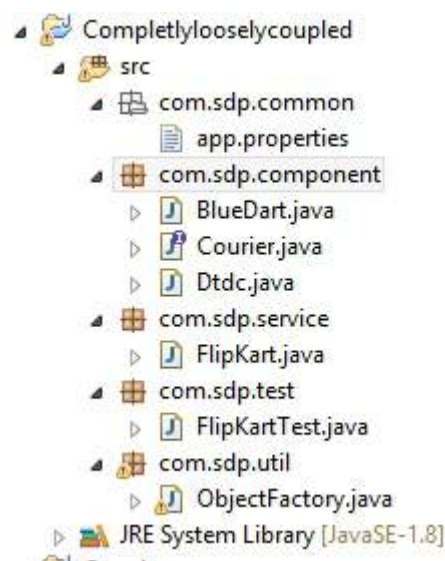 Completlylooselycoupled
src
com.sdp.common
app.properties
com.sdp.component
BlueDart.java
Courier.java
Dtdc.java
com.sdp.service
FlipKart.java
com.sdp.test
FlipKartTest.java
com.sdp.util
ObjectFactory.java
JRE System Library [JavaSE-1.8]